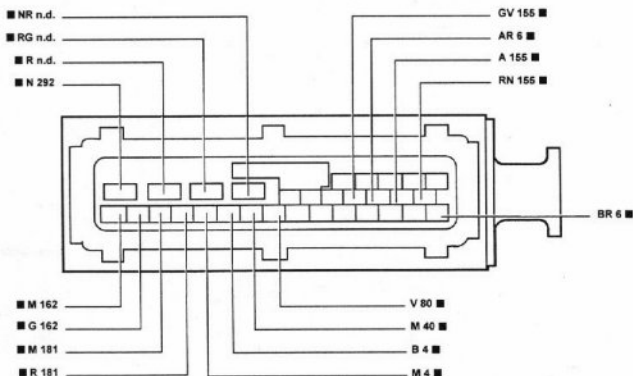 ■ NR n.d.
■ RG n.d.
■ R n.d.
■ N 292
GV 155 ■
AR 6 ■
A 155 ■
RN 155 ■
BR 6 ■
■ M 162
■ G 162
■ M 181
■ R 181
V 80 ■
M 40 ■
B 4 ■
M 4 ■